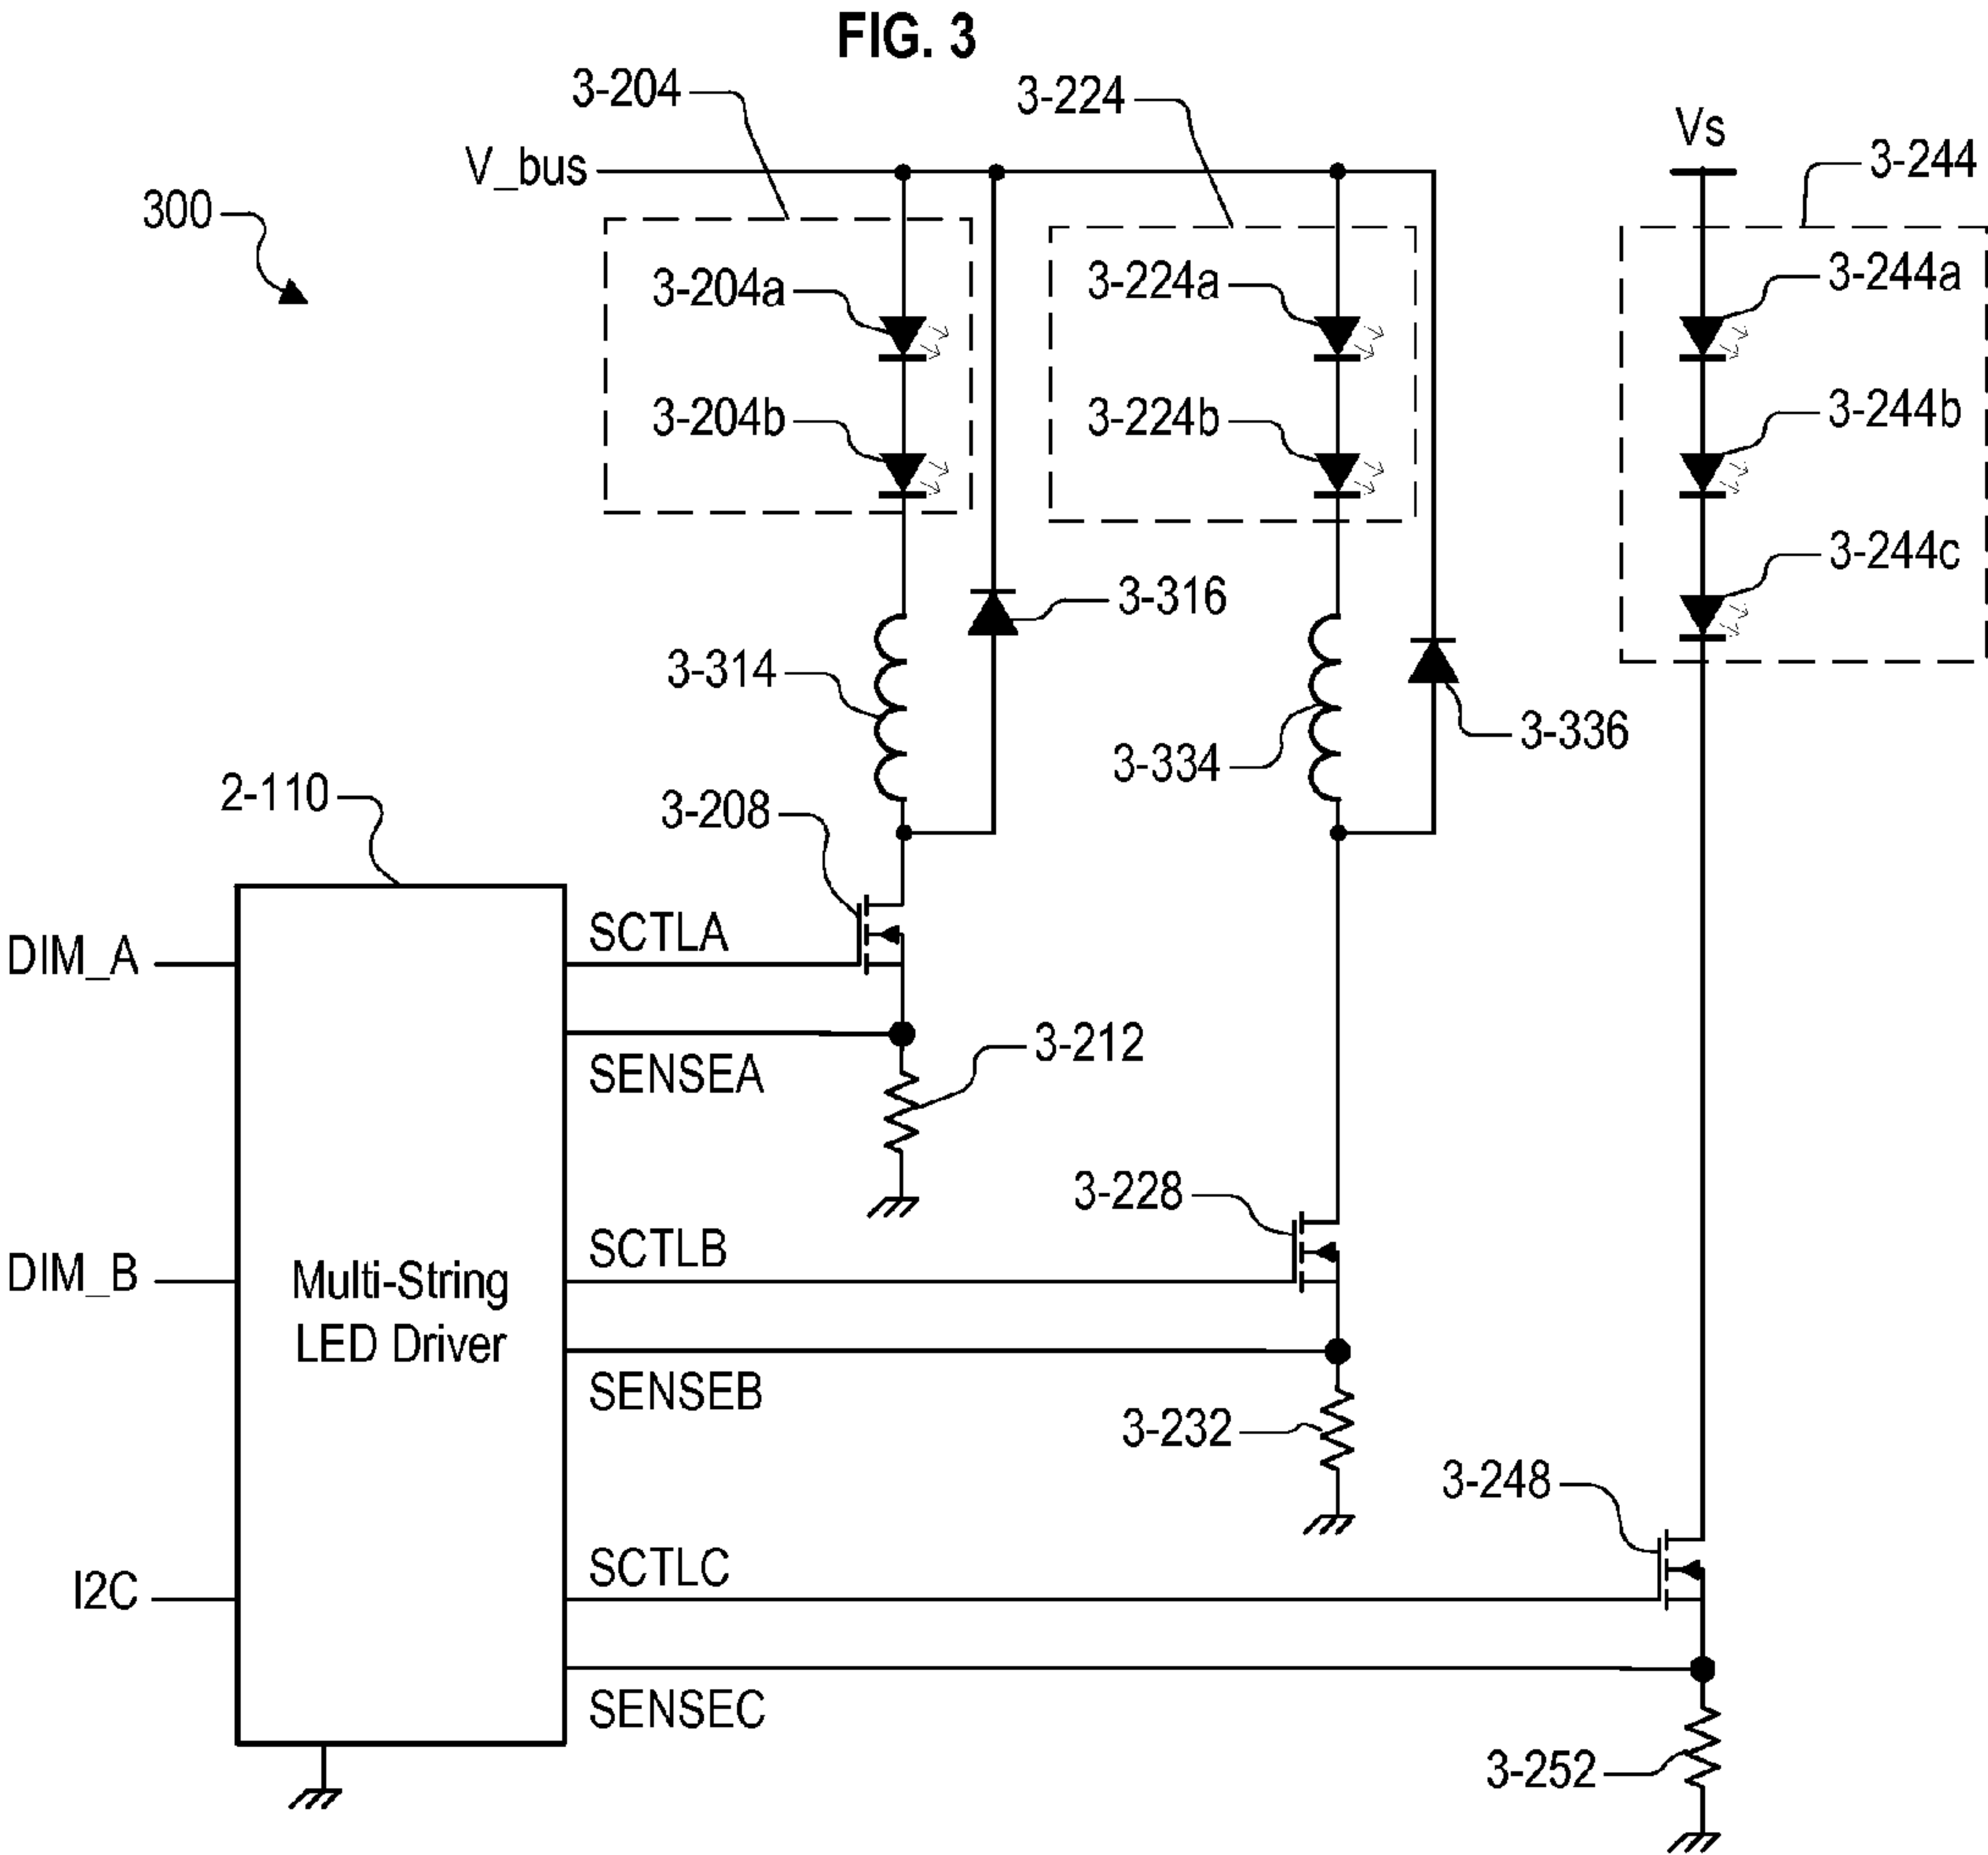 FIG. 3
3-204
3-224
Vs
3-244
V_bus
300
3-204a
3-224a
3-244a
3-204b
3-224b
3-244b
3-244c
3-316
3-314
3-336
3-334
2-110
3-208
DIM_A
SCTLA
SENSEA
3-212
3-228
DIM_B
SCTLB
Multi-String
LED Driver
SENSEB
3-232
3-248
I2C
SCTLC
SENSEC
3-252